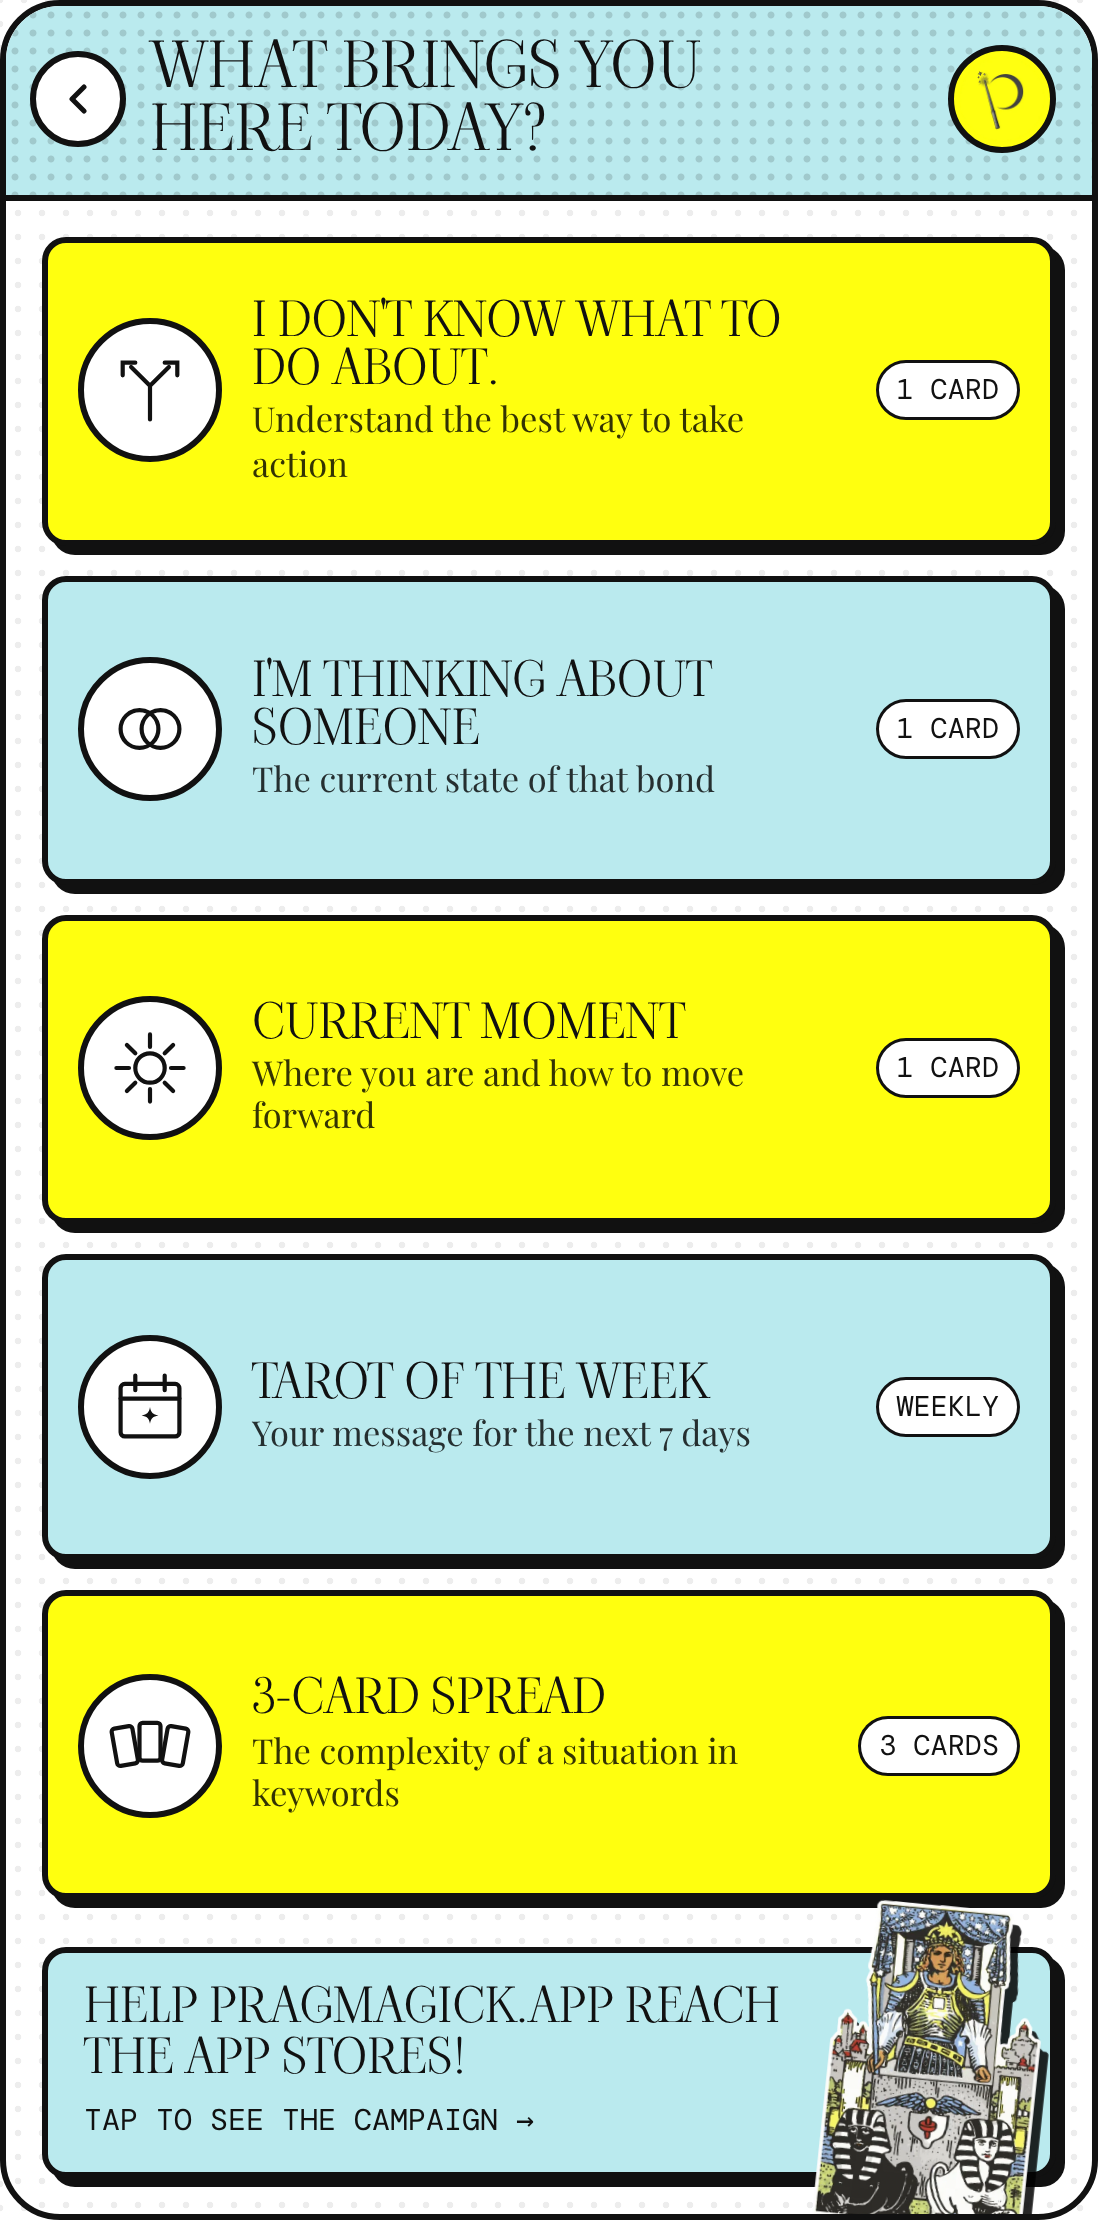 WHAT BRINGS YOU
HERE TODAY?
P
I DON'T KNOW WHAT TO
DO ABOUT.
Understand the best way to take
action
1 CARD
I'M THINKING ABOUT
SOMEONE
The current state of that bond
1 CARD
CURRENT MOMENT
Where you are and how to move
forward
1 CARD
TAROT OF THE WEEK
Your message for the next 7 days
WEEKLY
3-CARD SPREAD
The complexity of a situation in
keywords
3 CARDS
HELP PRAGMAGICK.APP REACH
THE APP STORES!
TAP TO SEE THE CAMPAIGN →